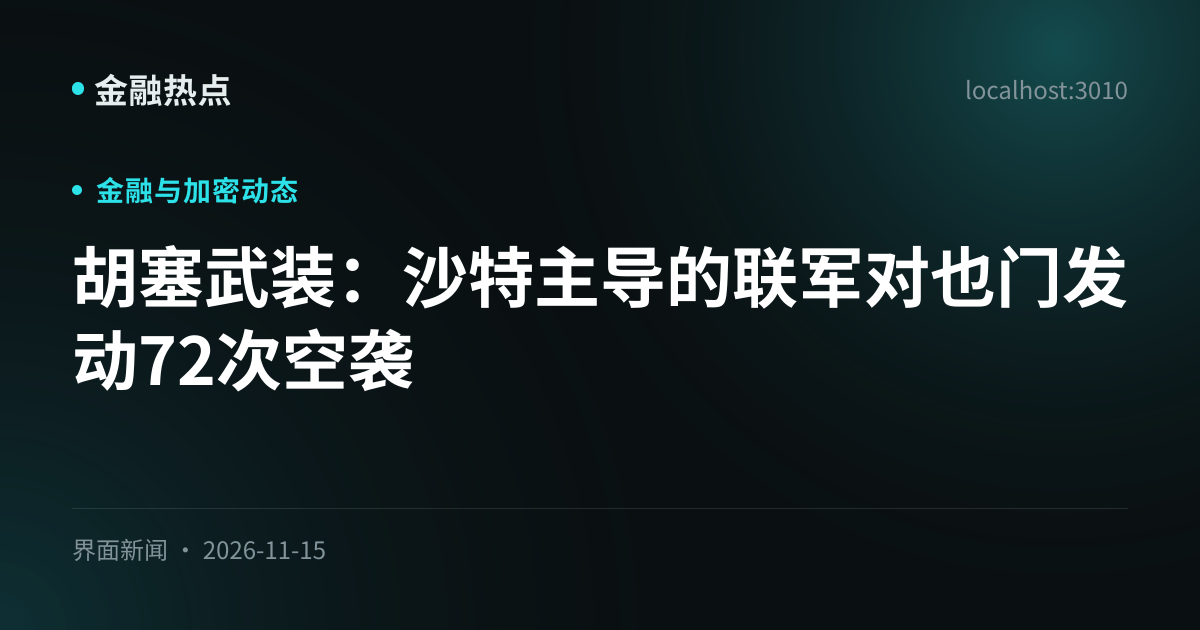 金融热点
localhost:3010
金融与加密动态
胡塞武装：沙特主导的联军对也门发
动72次空袭
界面新闻 • 2026-11-15